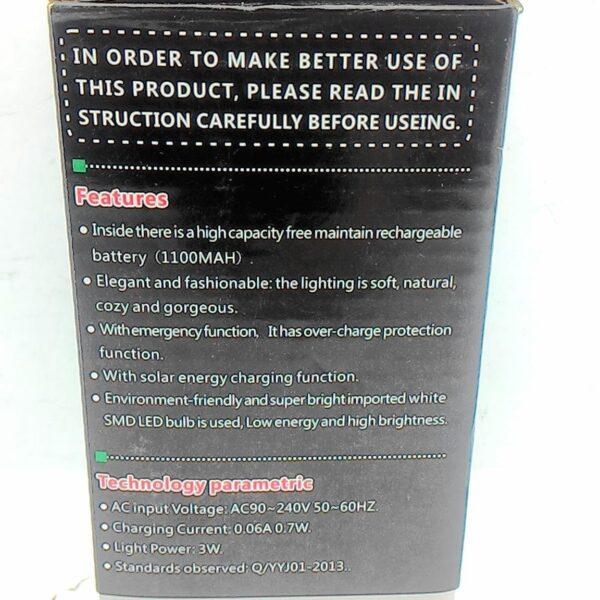 IN ORDER TO MAKE BETTER USE OF
THIS PRODUCT, PLEASE READ THE IN
STRUCTION CAREFULLY BEFORE USEING.
Features
• Inside there is a high capacity free maintain rechargeable
battery（1100MAH）
• Elegant and fashionable: the lighting is soft, natural,
cozy and gorgeous.
• With emergency function, It has over-charge protection
function.
• With solar energy charging function.
• Environment-friendly and super bright imported white
SMD LED bulb is used, Low energy and high brightness.
Technology parametric
• AC input Voltage: AC90~240V 50~60HZ.
• Charging Current: 0.06A 0.7W.
• Light Power: 3W.
• Standards observed: Q/YYJ01-2013..